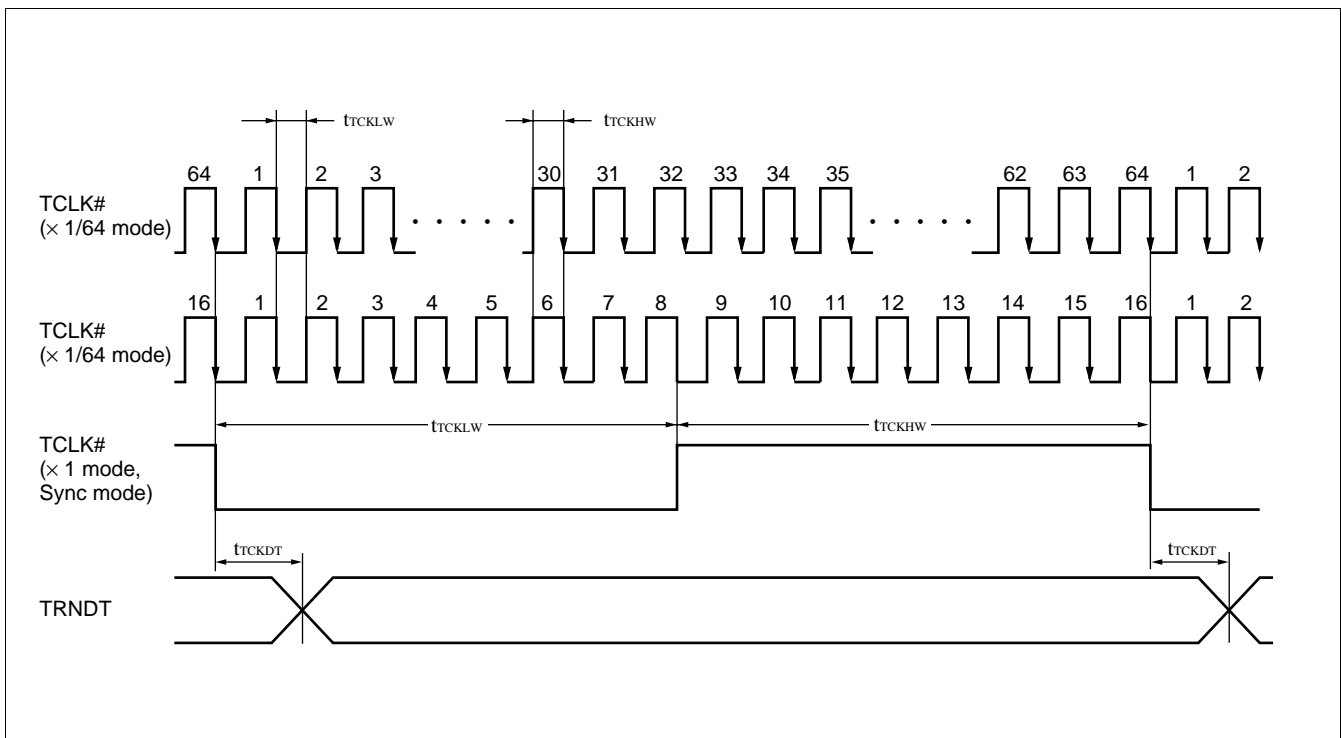 tTCKLW tTCKHW
64 1 2 3 30 31 32 33 34 35 62 63 64 1 2
TCLK#
(× 1/64 mode)
16 1 2 3 4 5 6 7 8 9 10 11 12 13 14 15 16 1 2
TCLK#
(× 1/64 mode)
tTCKLW tTCKHW
TCLK#
(× 1 mode,
Sync mode)
tTCKDT tTCKDT
TRNDT